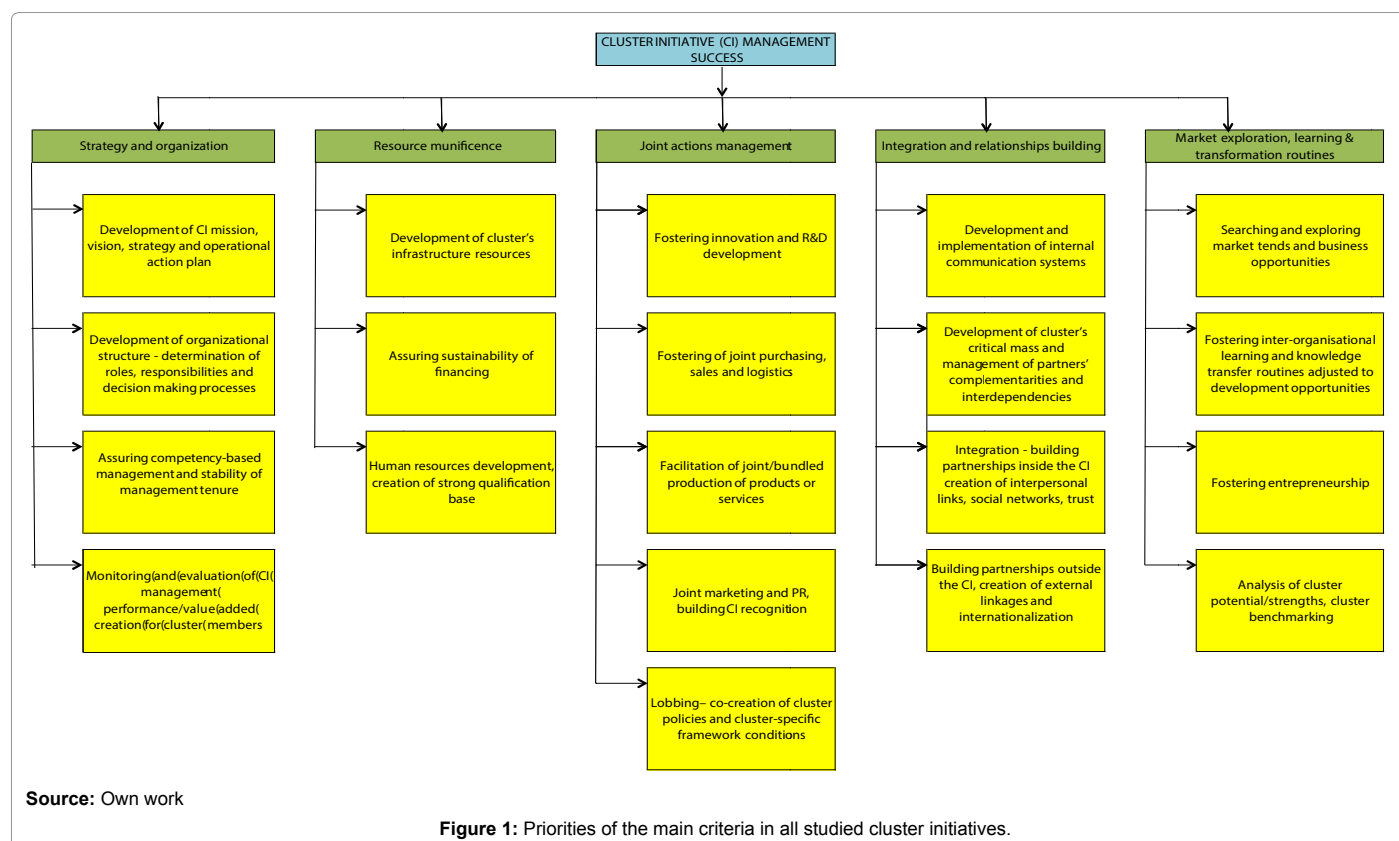 CLUSTER INITIATIVE (CI) MANAGEMENT
SUCCESS
Strategy and organization
Resource munificence
Joint actions management
Integration and relationships building
Market exploration, learning &
transformation routines
Development of CI mission,
vision, strategy and operational
action plan
Development of organizational
structure - determination of
roles, responsibilities and
decision making processes
Assuring competency-based
management and stability of
management tenure
Monitoring(and(evaluation(of(CI(
management(
performance/value(added(
creation(for(cluster(members
Development of cluster's
infrastructure resources
Assuring sustainability of
financing
Human resources development,
creation of strong qualification
base
Fostering innovation and R&D
development
Fostering of joint purchasing,
sales and logistics
Facilitation of joint/bundled
production of products or
services
Joint marketing and PR,
building CI recognition
Lobbing– co-creation of cluster
policies and cluster-specific
framework conditions
Development and
implementation of internal
communication systems
Development of cluster's
critical mass and
management of partners'
complementarities and
interdependencies
Integration - building
partnerships inside the CI
creation of interpersonal
links, social networks, trust
Building partnerships outside
the CI, creation of external
linkages and
internationalization
Searching and exploring
market tends and business
opportunities
Fostering inter-organisational
learning and knowledge
transfer routines adjusted to
development opportunities
Fostering entrepreneurship
Analysis of cluster
potential/strengths, cluster
benchmarking
Source: Own work
Figure 1: Priorities of the main criteria in all studied cluster initiatives.